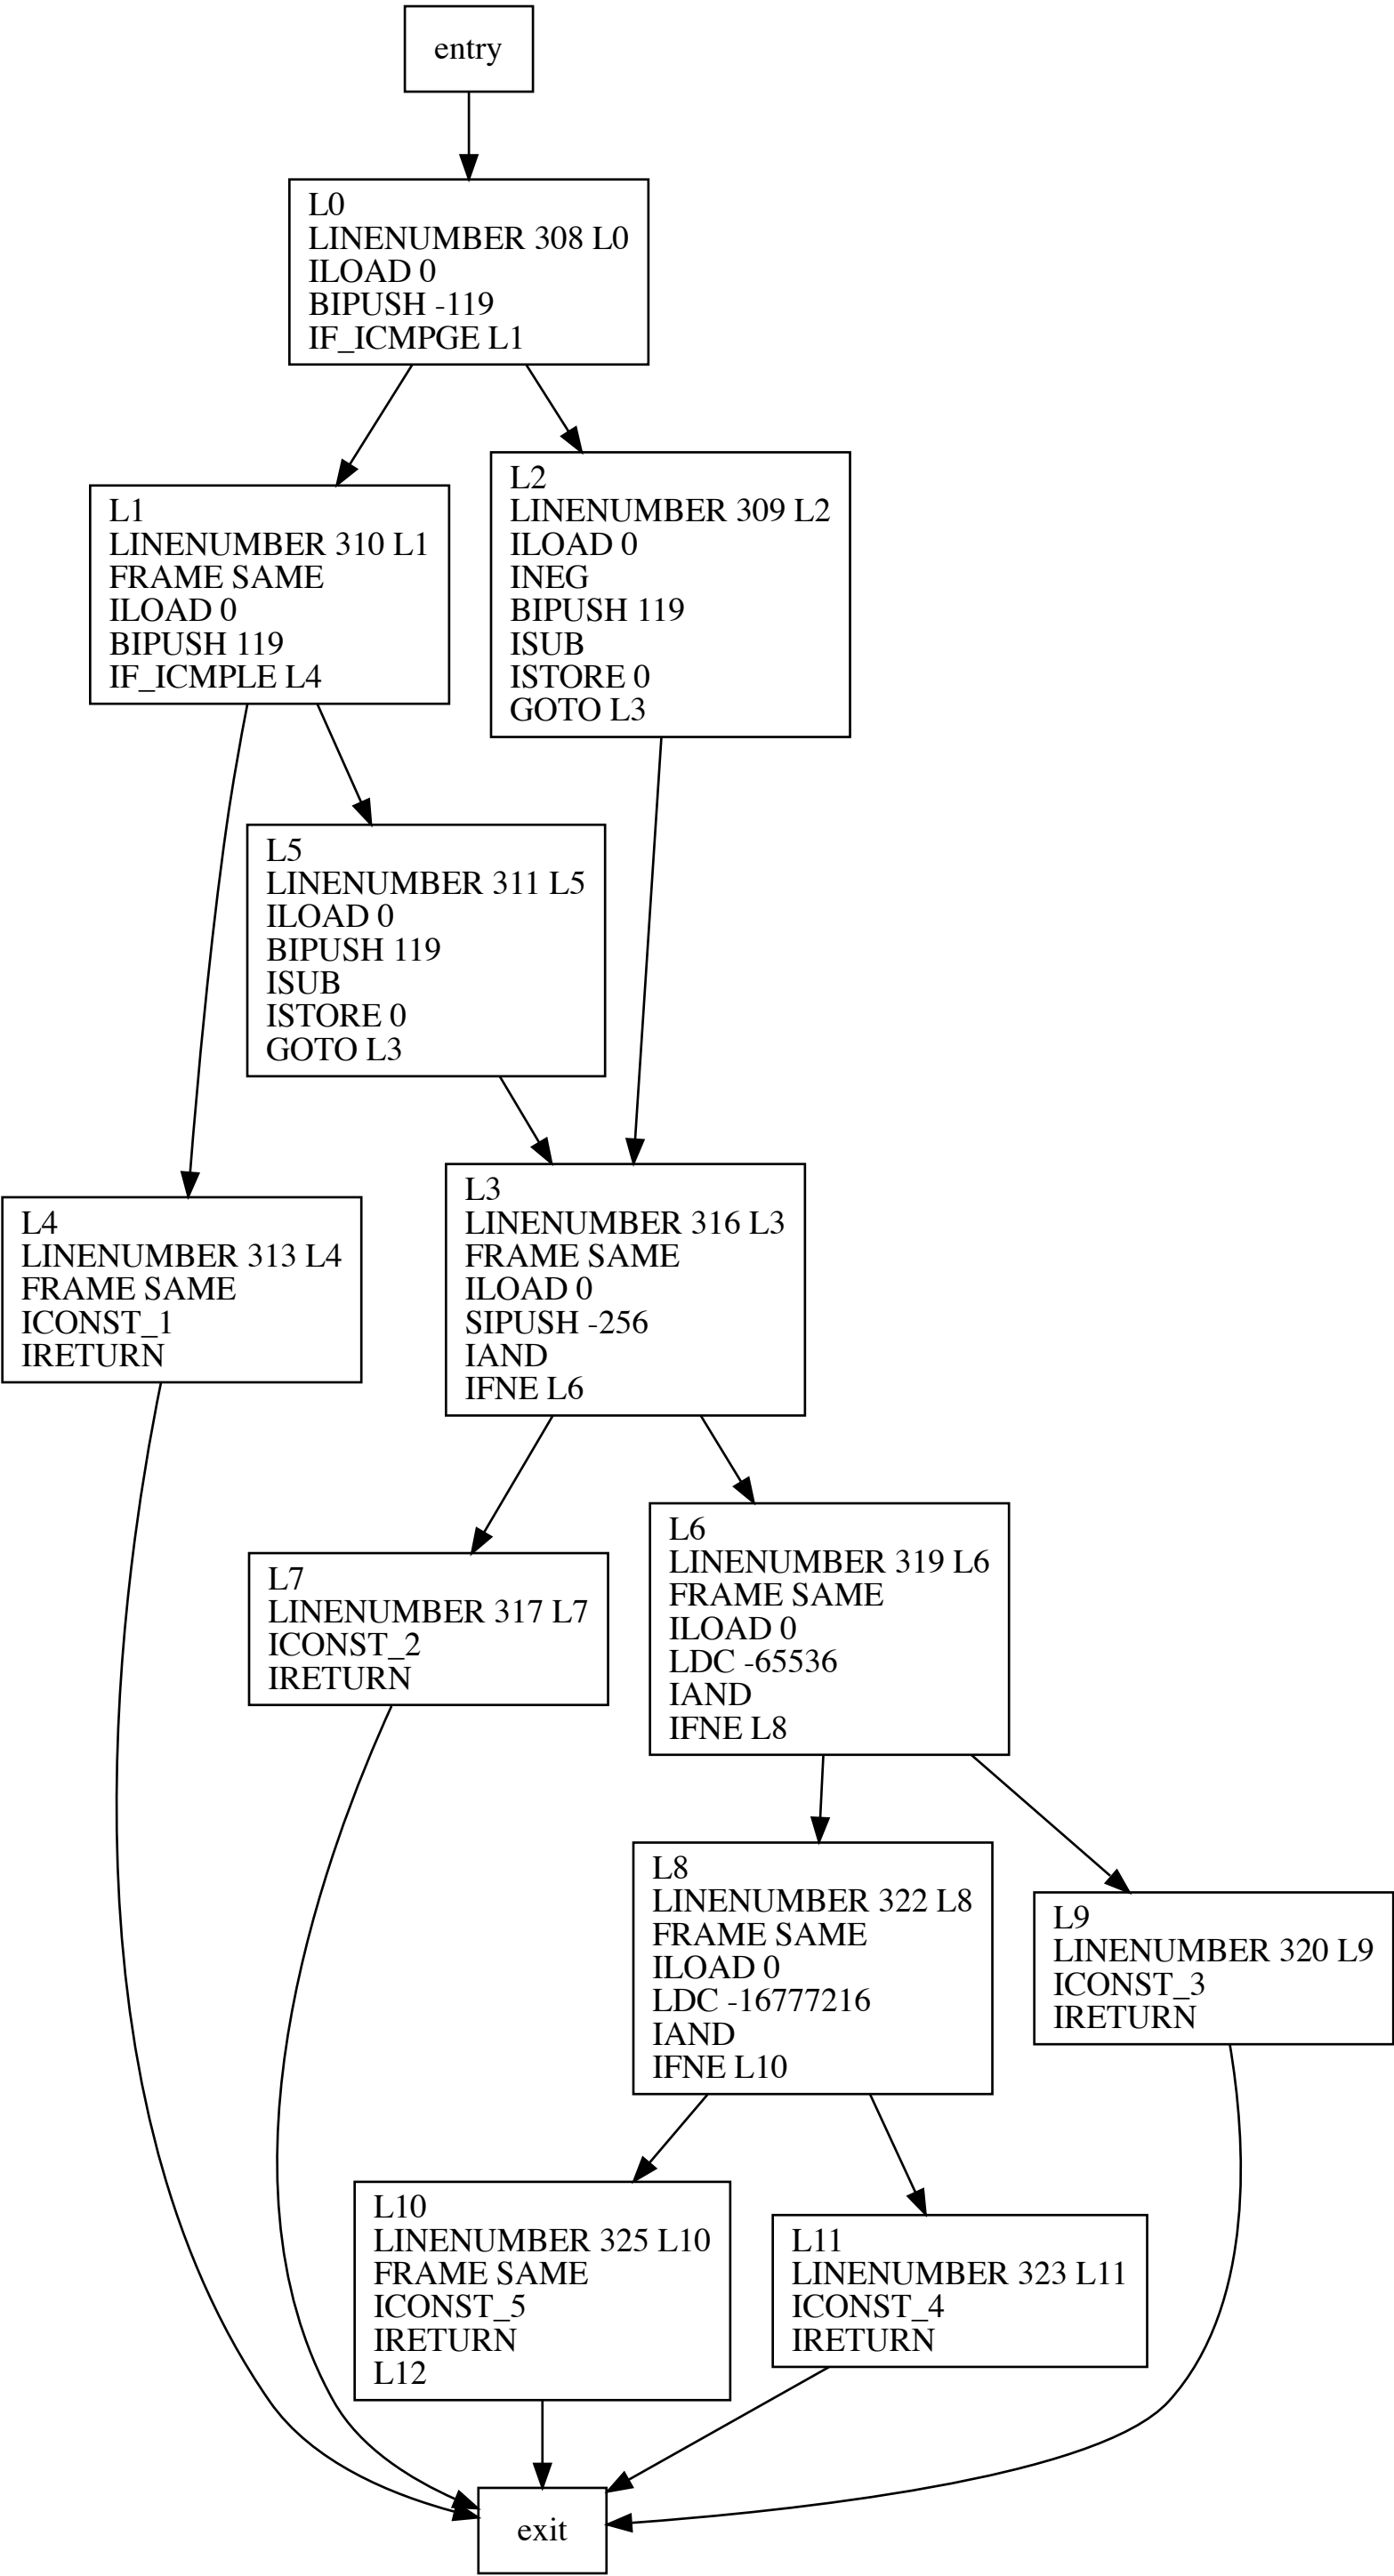 entry
L0
LINENUMBER 308 L0
ILOAD 0
BIPUSH -119
IF_ICMPGE L1
L1
LINENUMBER 310 L1
FRAME SAME
ILOAD 0
BIPUSH 119
IF_ICMPLE L4
L2
LINENUMBER 309 L2
ILOAD 0
INEG
BIPUSH 119
ISUB
ISTORE 0
GOTO L3
L5
LINENUMBER 311 L5
ILOAD 0
BIPUSH 119
ISUB
ISTORE 0
GOTO L3
L4
LINENUMBER 313 L4
FRAME SAME
ICONST_1
IRETURN
L3
LINENUMBER 316 L3
FRAME SAME
ILOAD 0
SIPUSH -256
IAND
IFNE L6
L7
LINENUMBER 317 L7
ICONST_2
IRETURN
L6
LINENUMBER 319 L6
FRAME SAME
ILOAD 0
LDC -65536
IAND
IFNE L8
L8
LINENUMBER 322 L8
FRAME SAME
ILOAD 0
LDC -16777216
IAND
IFNE L10
L9
LINENUMBER 320 L9
ICONST_3
IRETURN
L10
LINENUMBER 325 L10
FRAME SAME
ICONST_5
IRETURN
L12
L11
LINENUMBER 323 L11
ICONST_4
IRETURN
exit